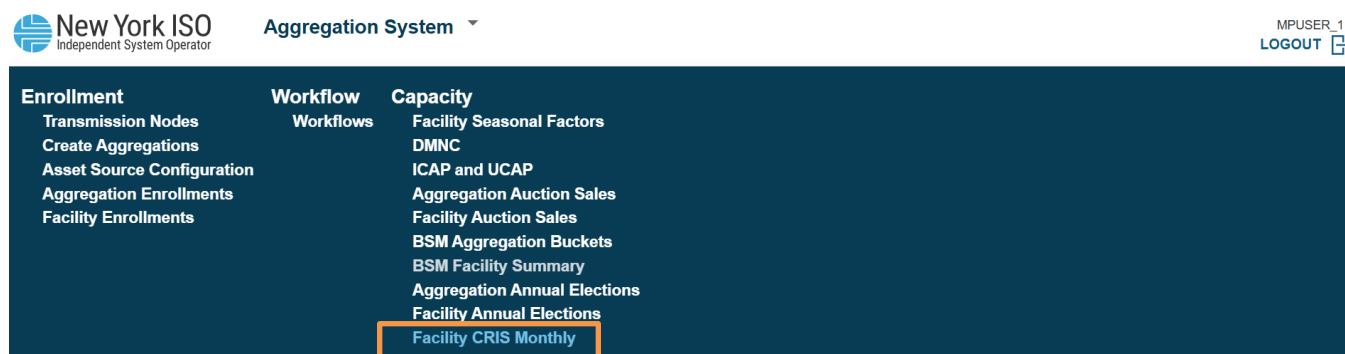 New York ISO
Independent System Operator
Aggregation System
MPUSER_1
LOGOUT
Enrollment
Transmission Nodes
Create Aggregations
Asset Source Configuration
Aggregation Enrollments
Facility Enrollments
Workflow
Workflows
Capacity
Facility Seasonal Factors
DMNC
ICAP and UCAP
Aggregation Auction Sales
Facility Auction Sales
BSM Aggregation Buckets
BSM Facility Summary
Aggregation Annual Elections
Facility Annual Elections
Facility CRIS Monthly